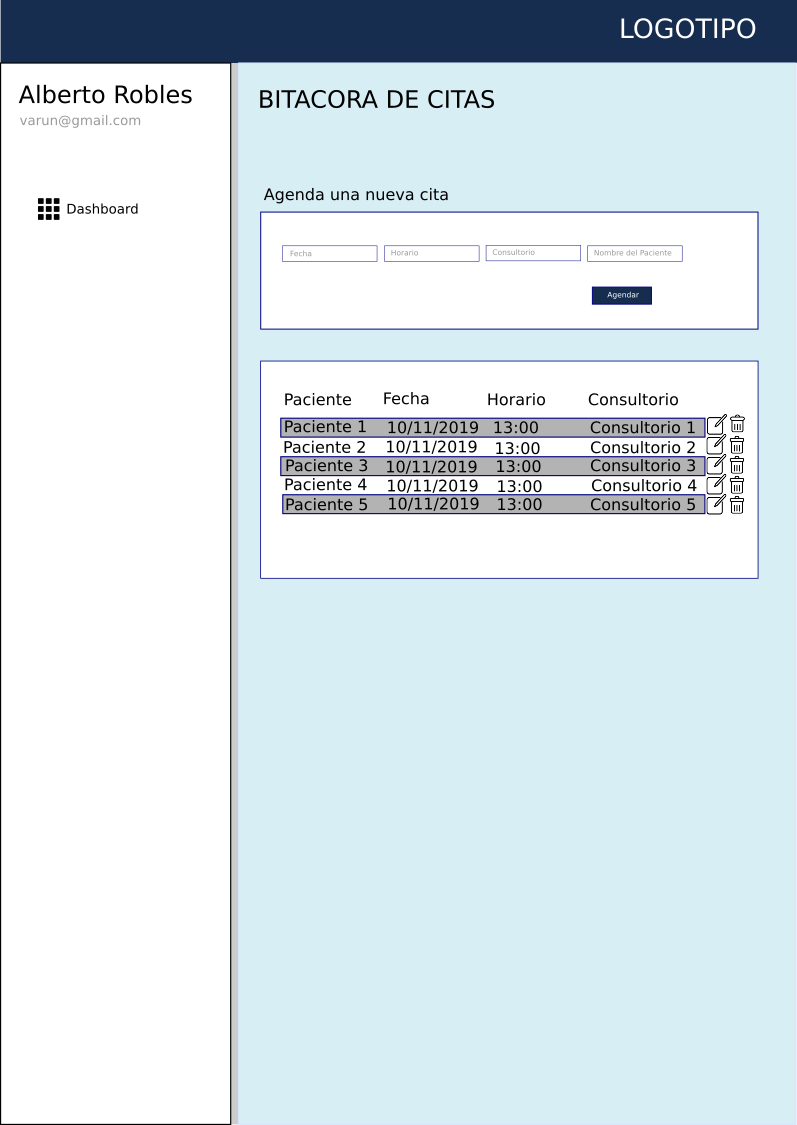 LOGOTIPO
Alberto Robles
varun@gmail.com
Dashboard
BITACORA DE CITAS
Agenda una nueva cita
Fecha Horario Consultorio Nombre del Paciente
Agendar
Paciente Fecha Horario Consultorio
Paciente 1 10/11/2019 13:00 Consultorio 1
Paciente 2 10/11/2019 13:00 Consultorio 2
Paciente 3 10/11/2019 13:00 Consultorio 3
Paciente 4 10/11/2019 13:00 Consultorio 4
Paciente 5 10/11/2019 13:00 Consultorio 5